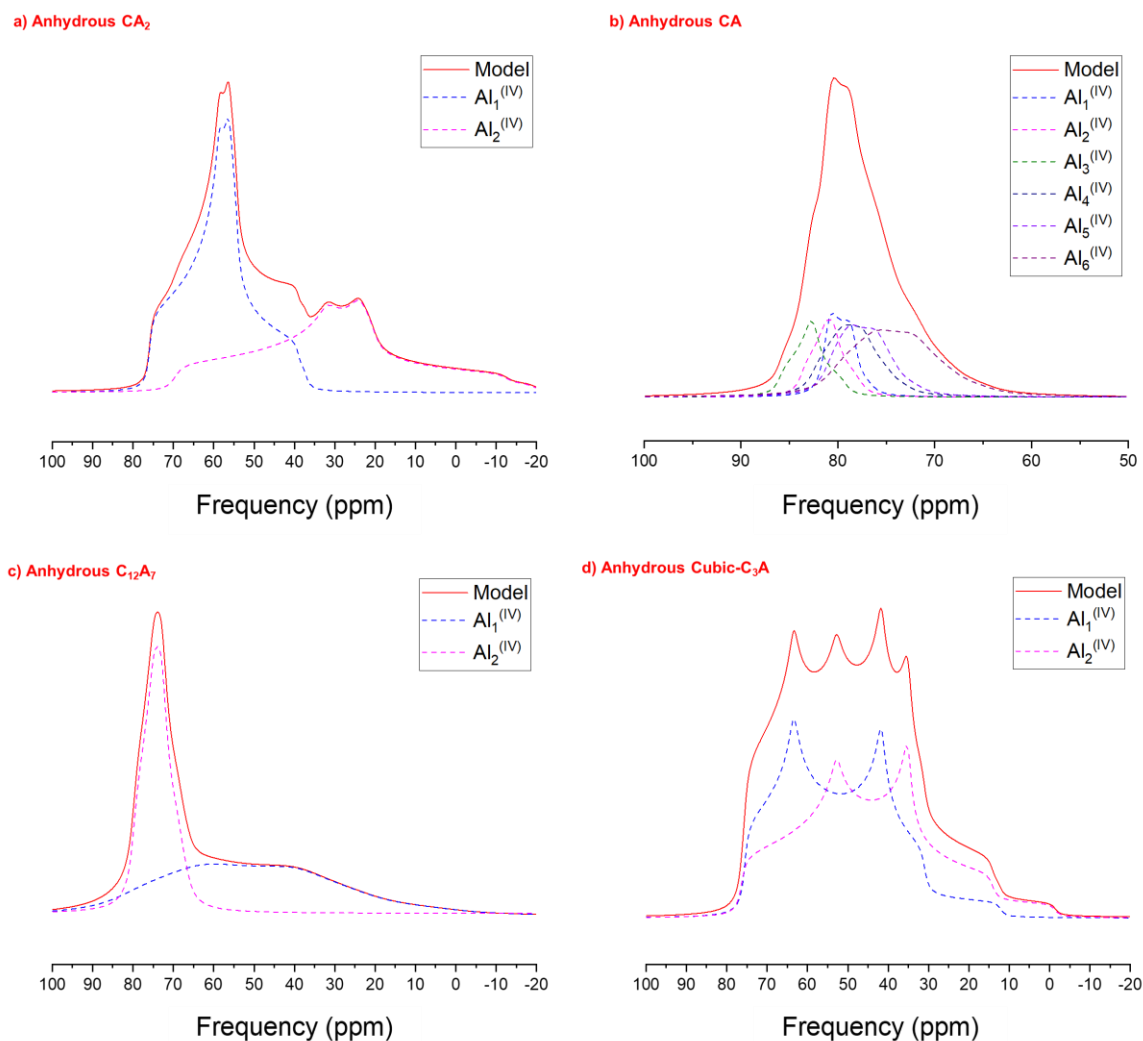 a) Anhydrous CA₂
Model
Al₁⁽ᴵⱽ⁾
Al₂⁽ᴵⱽ⁾
100 90 80 70 60 50 40 30 20 10 0 -10 -20
Frequency (ppm)
b) Anhydrous CA
Model
Al₁⁽ᴵⱽ⁾
Al₂⁽ᴵⱽ⁾
Al₃⁽ᴵⱽ⁾
Al₄⁽ᴵⱽ⁾
Al₅⁽ᴵⱽ⁾
Al₆⁽ᴵⱽ⁾
100 90 80 70 60 50
Frequency (ppm)
c) Anhydrous C₁₂A₇
Model
Al₁⁽ᴵⱽ⁾
Al₂⁽ᴵⱽ⁾
100 90 80 70 60 50 40 30 20 10 0 -10 -20
Frequency (ppm)
d) Anhydrous Cubic-C₃A
Model
Al₁⁽ᴵⱽ⁾
Al₂⁽ᴵⱽ⁾
100 90 80 70 60 50 40 30 20 10 0 -10 -20
Frequency (ppm)